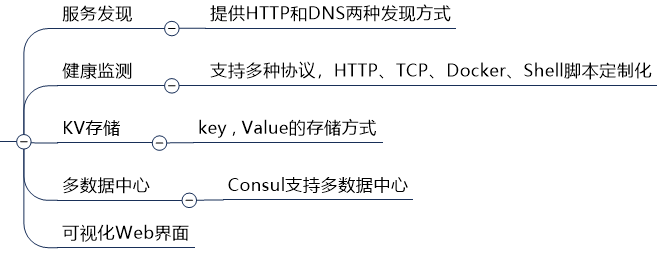 服务发现 提供HTTP和DNS两种发现方式
健康监测 支持多种协议，HTTP、TCP、Docker、Shell脚本定制化
KV存储 key , Value的存储方式
多数据中心 Consul支持多数据中心
可视化Web界面